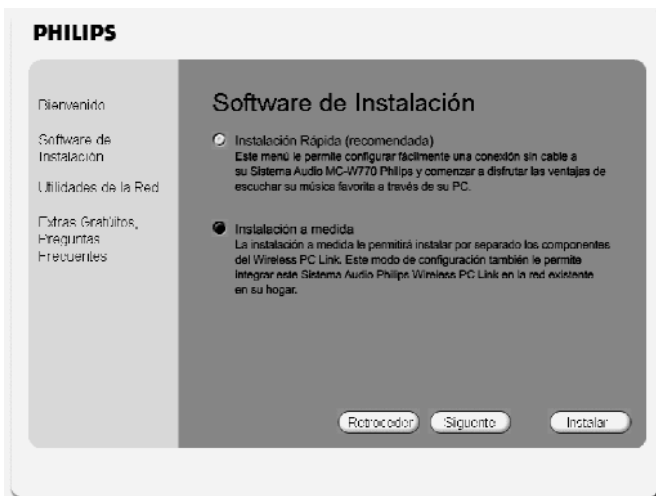 PHILIPS
Bienvenido
Software de
Instalación
Utilidades de la Red
Extras Gratúitos,
Preguntas
Frecuentes
Software de Instalación
Instalación Rápida (recomendada)
Este menú le permite configurar fácilmente una conexión sin cable a
su Sistema Audio MC-W770 Philips y comenzar a disfrutar las ventajas de
escuchar su música favorita a través de su PC.
Instalación a medida
La instalación a medida le permitirá instalar por separado los componentes
del Wireless PC Link. Este modo de configuración también le permite
integrar este Sistema Audio Philips Wireless PC Link en la red existente
en su hogar.
Retroceder Siguente Instalar